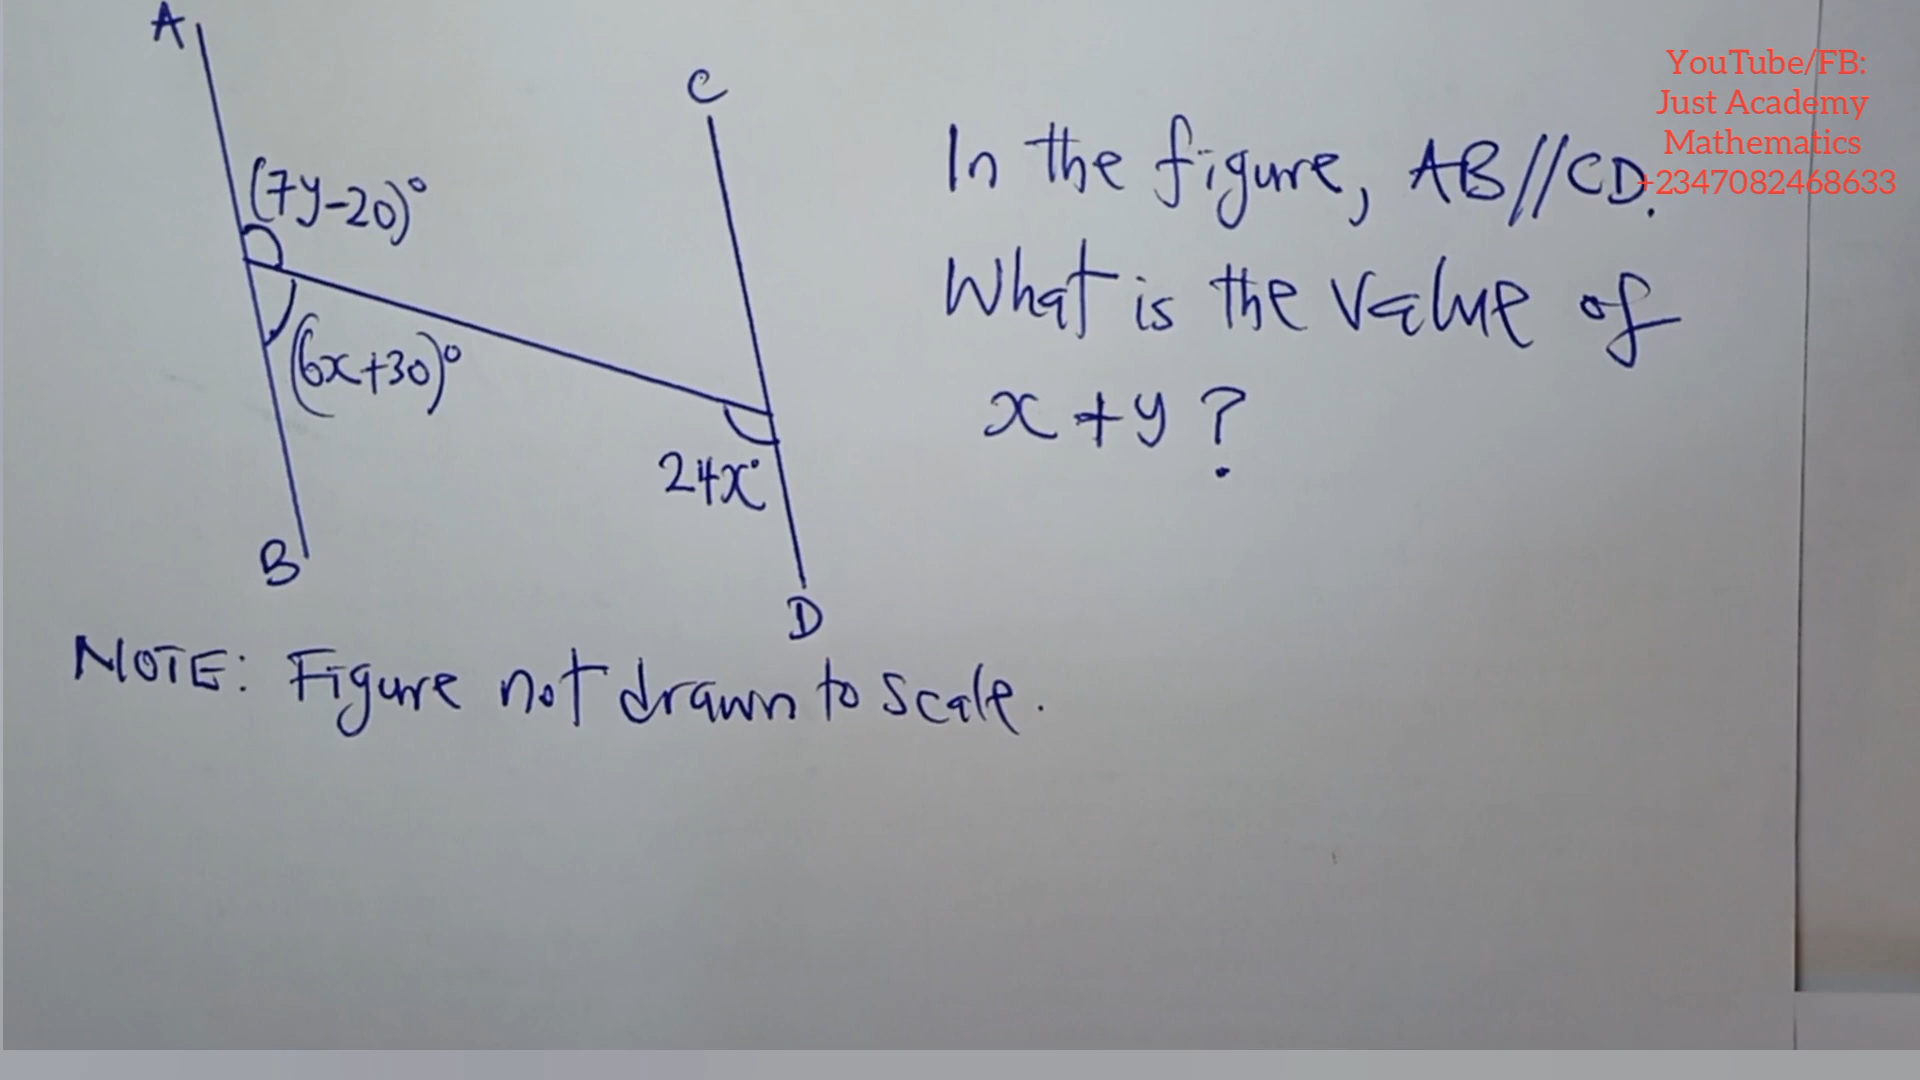 A
C
(7y-20)°
(6x+30)°
24x°
B
D
In the figure, AB//CD.
What is the value of
x + y ?
NOTE: Figure not drawn to scale.
YouTube/FB:
Just Academy
Mathematics
+2347082468633